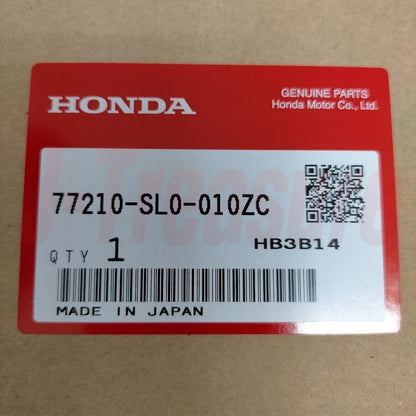 HONDA
GENUINE PARTS
Honda Motor Co., Ltd.
77210-SL0-010ZC
QTY 1
HB3B14
MADE IN JAPAN